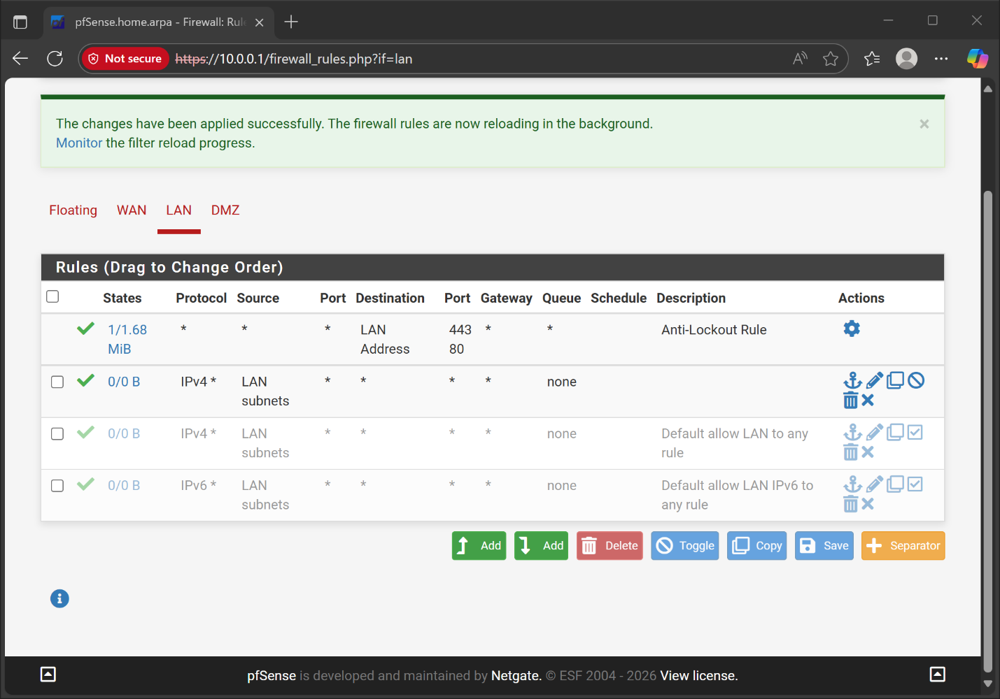 pfSense.home.arpa - Firewall: Rul
Not secure https://10.0.0.1/firewall_rules.php?if=lan
The changes have been applied successfully. The firewall rules are now reloading in the background.
Monitor the filter reload progress.
Floating WAN LAN DMZ
Rules (Drag to Change Order)
States Protocol Source Port Destination Port Gateway Queue Schedule Description Actions
1/1.68 * * * LAN 443 * * Anti-Lockout Rule
MiB Address 80
0/0 B IPv4 * LAN * * * * none
subnets
0/0 B IPv4 * LAN * * * * none Default allow LAN to any
subnets rule
0/0 B IPv6 * LAN * * * * none Default allow LAN IPv6 to
subnets any rule
Add Add Delete Toggle Copy Save Separator
pfSense is developed and maintained by Netgate. © ESF 2004 - 2026 View license.